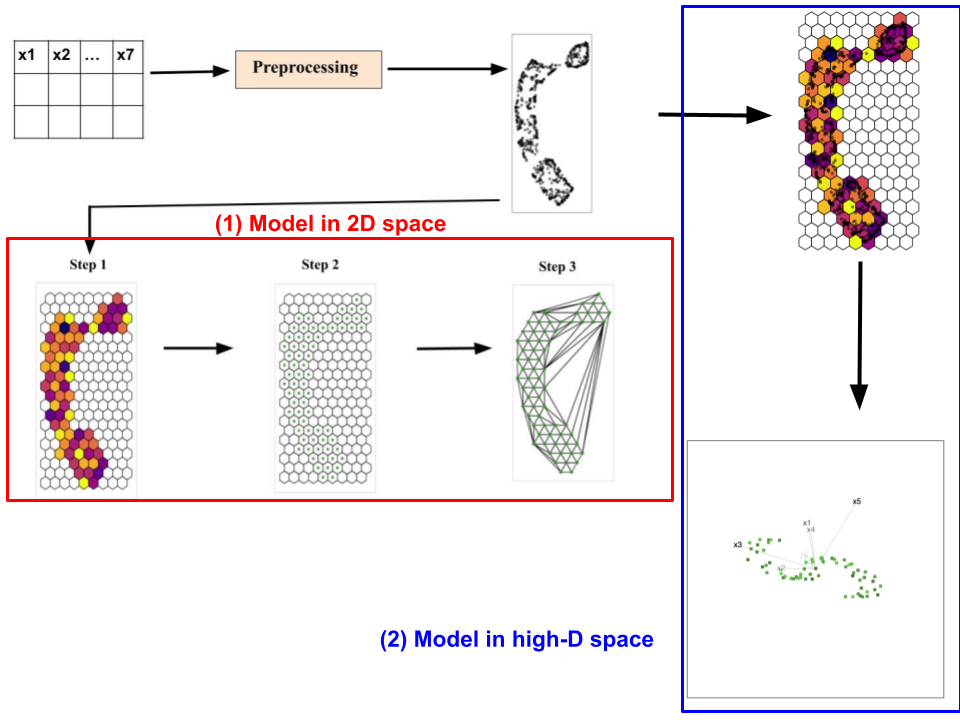 x1 x2 ... x7
Preprocessing
(1) Model in 2D space
Step 1
Step 2
Step 3
x5
x1
x4
x3
x2
(2) Model in high-D space